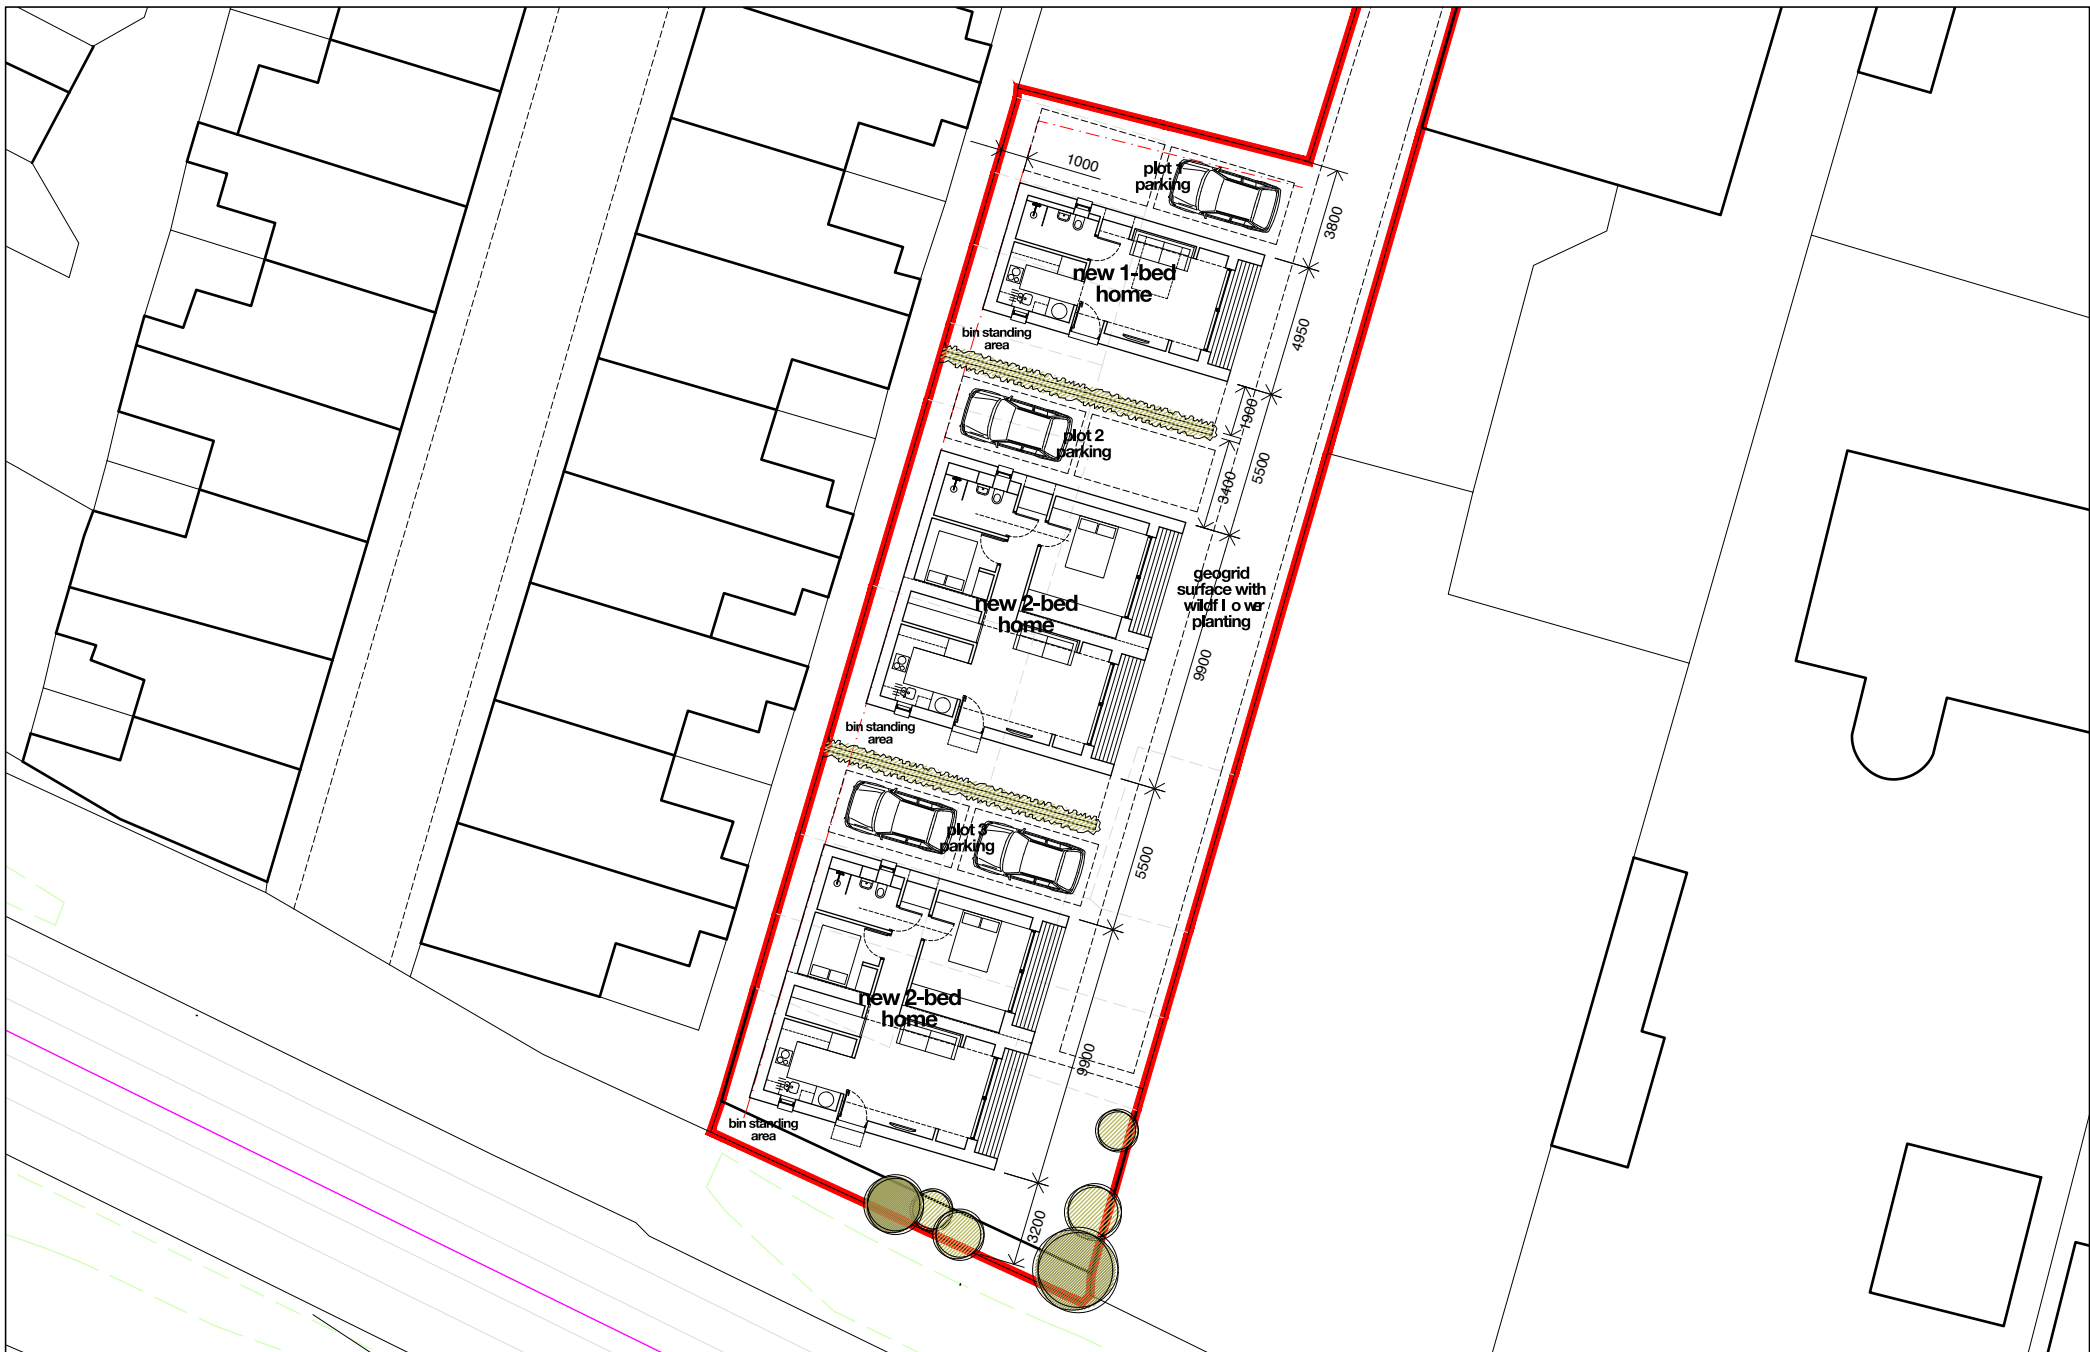 1000
plot 1
parking
3800
new 1-bed
home
4950
bin standing
area
1900
plot 2
parking
3400
5500
geogrid
surface with
wildflower
planting
new 2-bed
home
9900
bin standing
area
plot 3
parking
5500
new 2-bed
home
9900
bin standing
area
3200